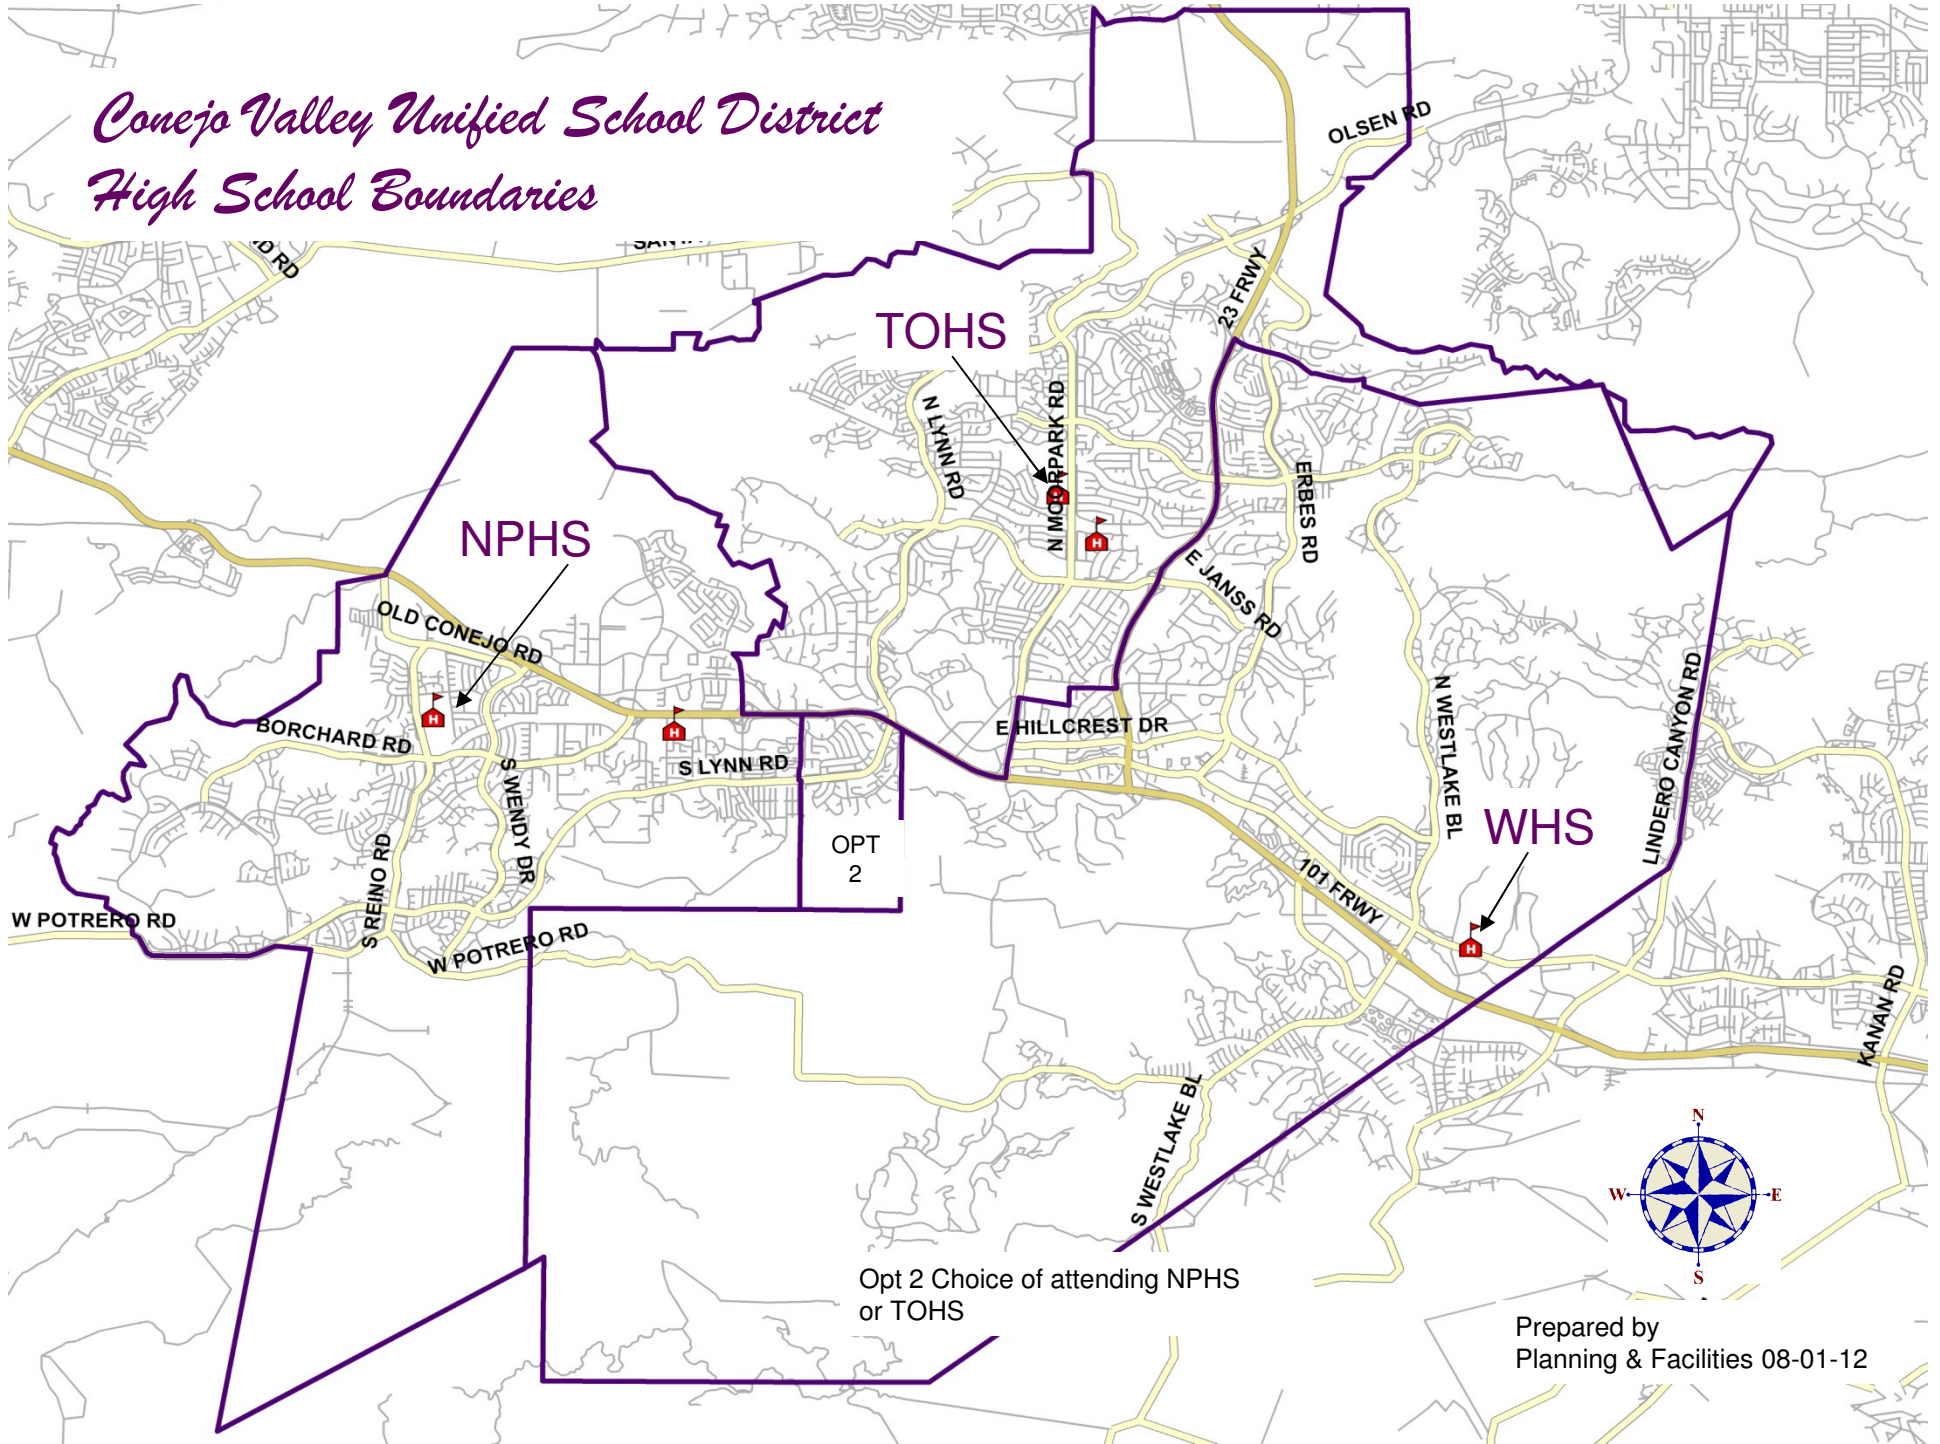 Conejo Valley Unified School District
High School Boundaries
OLSEN RD
RD
23 FRWY
TOHS
N LYNN RD
N MOORPARK RD
ERBES RD
NPHS
E JANSS RD
OLD CONEJO RD
BORCHARD RD
S WENDY DR
S LYNN RD
E HILLCREST DR
N WESTLAKE BL
LINDERO CANYON RD
WHS
OPT
2
101 FRWY
S REINO RD
W POTRERO RD
W POTRERO RD
KANAN RD
S WESTLAKE BL
N
W
E
S
H
H
H
H
Opt 2 Choice of attending NPHS
or TOHS
Prepared by
Planning & Facilities 08-01-12